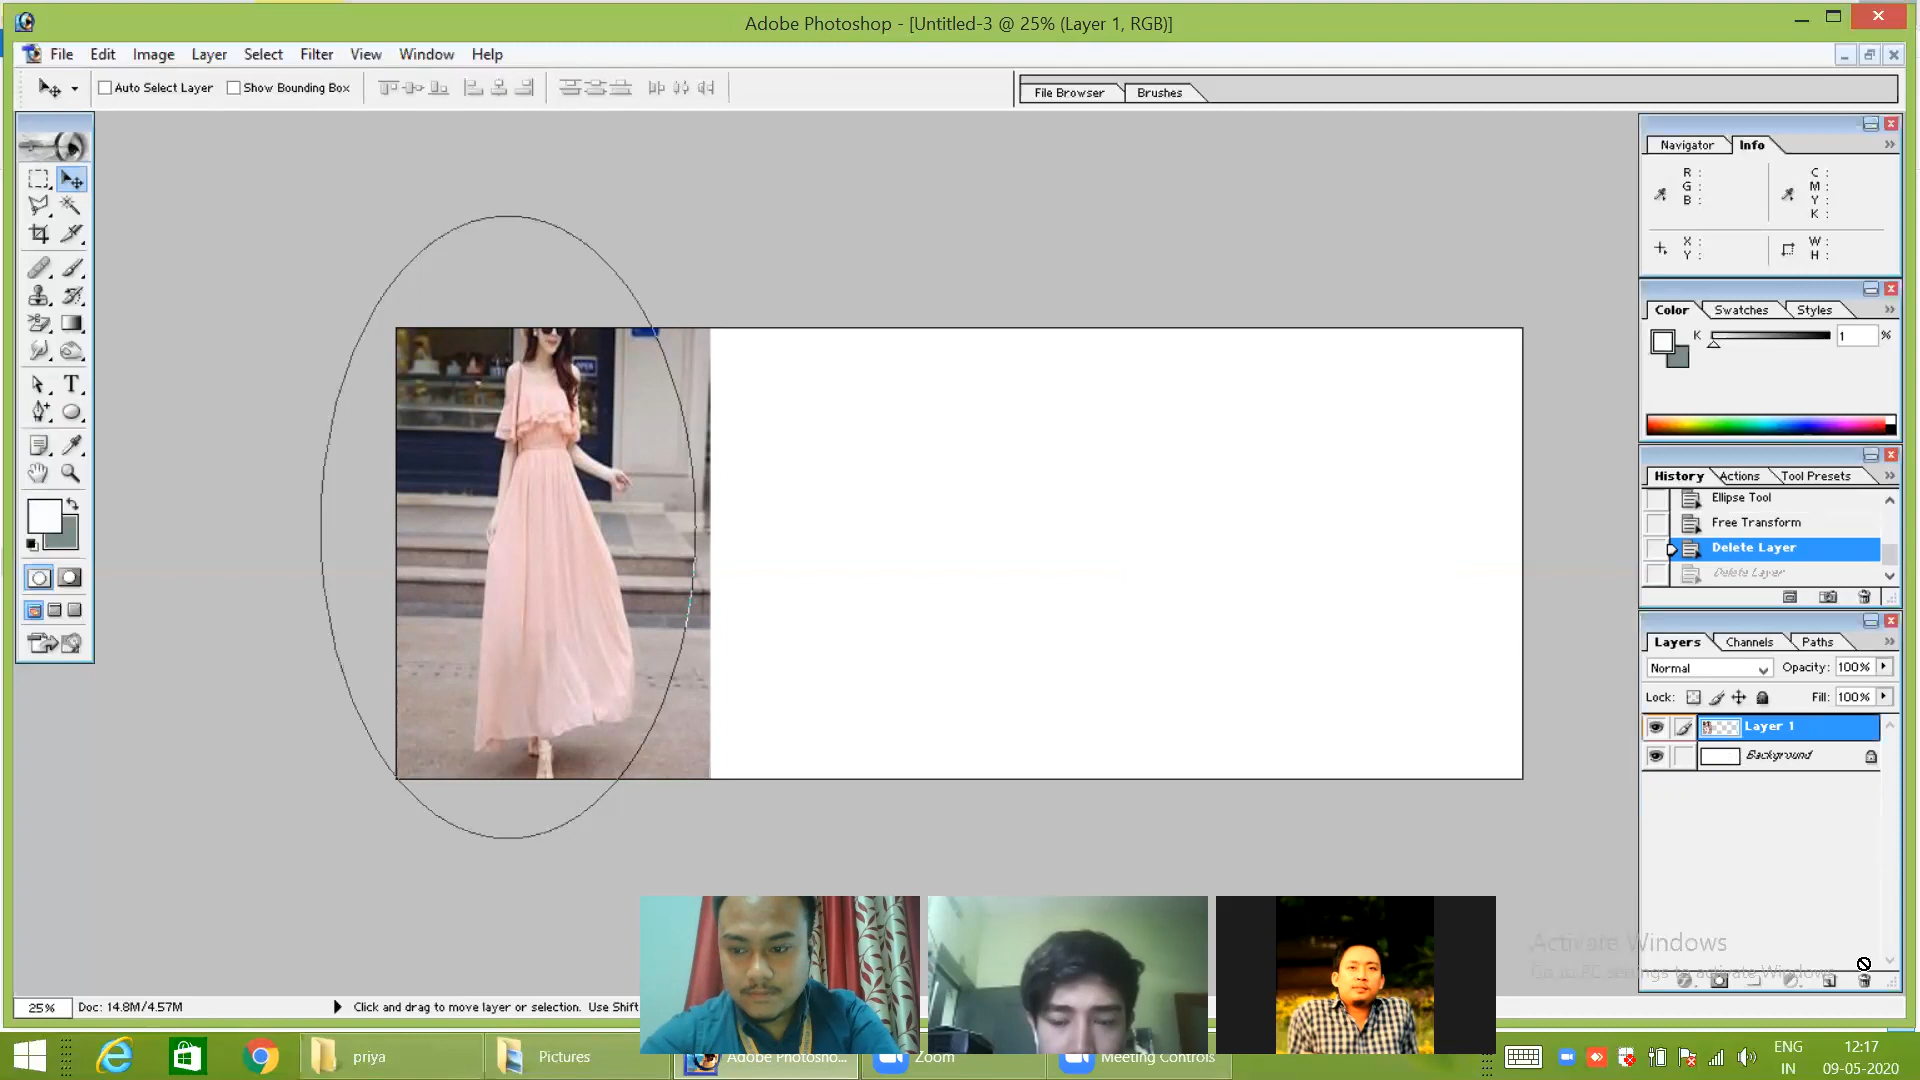 Adobe Photoshop - [Untitled-3 @ 25% (Layer 1, RGB)]
File Edit Image Layer Select Filter View Window Help
Auto Select Layer Show Bounding Box
File Browser Brushes
Navigator Info
R :
G :
B :
C :
M :
Y :
K :
X :
Y :
W :
H :
Color Swatches Styles
K 1 %
History Actions Tool Presets
Ellipse Tool
Free Transform
Delete Layer
Delete Layer
Layers Channels Paths
Normal Opacity: 100%
Lock: Fill: 100%
Layer 1
Background
Activate Windows
Go to PC settings to activate Windows.
25% Doc: 14.8M/4.57M Click and drag to move layer or selection. Use Shift
priya Pictures Adobe Photosho... Zoom Meeting Controls
ENG
IN
12:17
09-05-2020